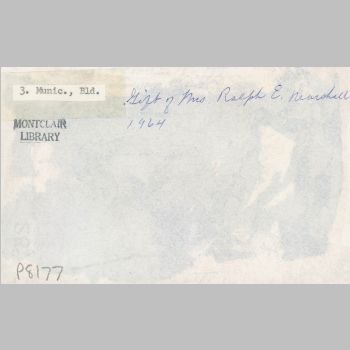 3. Munic., Bld.
Gift of Mrs. Ralph E. Marshall
1964
MONTCLAIR
LIBRARY
P8177